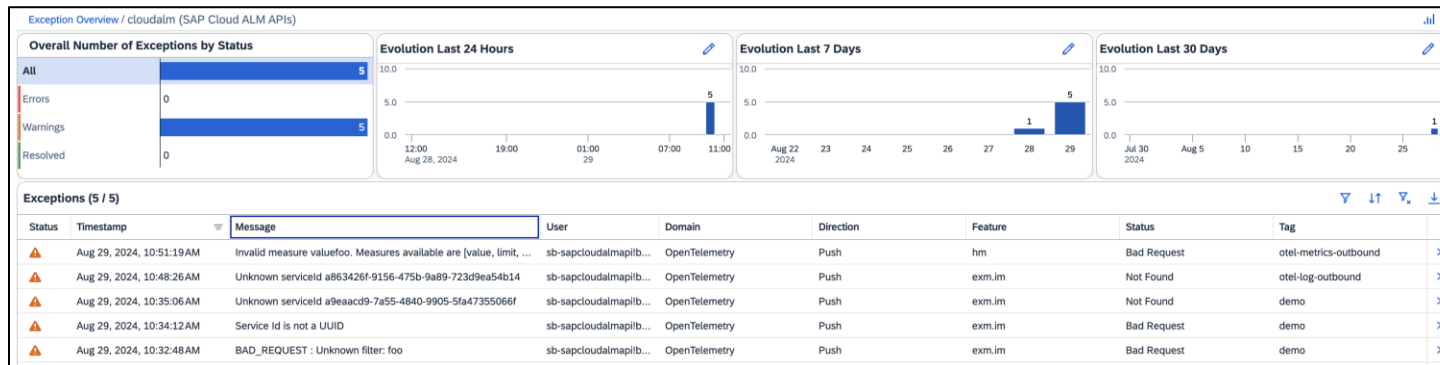 Exception Overview / cloudalm (SAP Cloud ALM APIs)
Overall Number of Exceptions by Status
All 5
Errors 0
Warnings 5
Resolved 0
Evolution Last 24 Hours
10.0
5.0
0.0
5
12:00 19:00 01:00 07:00 11:00
Aug 28, 2024 29
Evolution Last 7 Days
10.0
5.0
0.0
1 5
Aug 22 23 24 25 26 27 28 29
2024
Evolution Last 30 Days
10.0
5.0
0.0
1
Jul 30 Aug 5 10 15 20 25
2024
Exceptions (5 / 5)
Status Timestamp Message User Domain Direction Feature Status Tag
Aug 29, 2024, 10:51:19 AM Invalid measure valuefoo. Measures available are [value, limit, ... sb-sapcloudalmapi!b... OpenTelemetry Push hm Bad Request otel-metrics-outbound
Aug 29, 2024, 10:48:26 AM Unknown serviceId a863426f-9156-475b-9a89-723d9ea54b14 sb-sapcloudalmapi!b... OpenTelemetry Push exm.im Not Found otel-log-outbound
Aug 29, 2024, 10:35:06 AM Unknown serviceId a9eaacd9-7a55-4840-9905-5fa47355066f sb-sapcloudalmapi!b... OpenTelemetry Push exm.im Not Found demo
Aug 29, 2024, 10:34:12 AM Service Id is not a UUID sb-sapcloudalmapi!b... OpenTelemetry Push exm.im Bad Request demo
Aug 29, 2024, 10:32:48 AM BAD_REQUEST : Unknown filter: foo sb-sapcloudalmapi!b... OpenTelemetry Push exm.im Bad Request demo